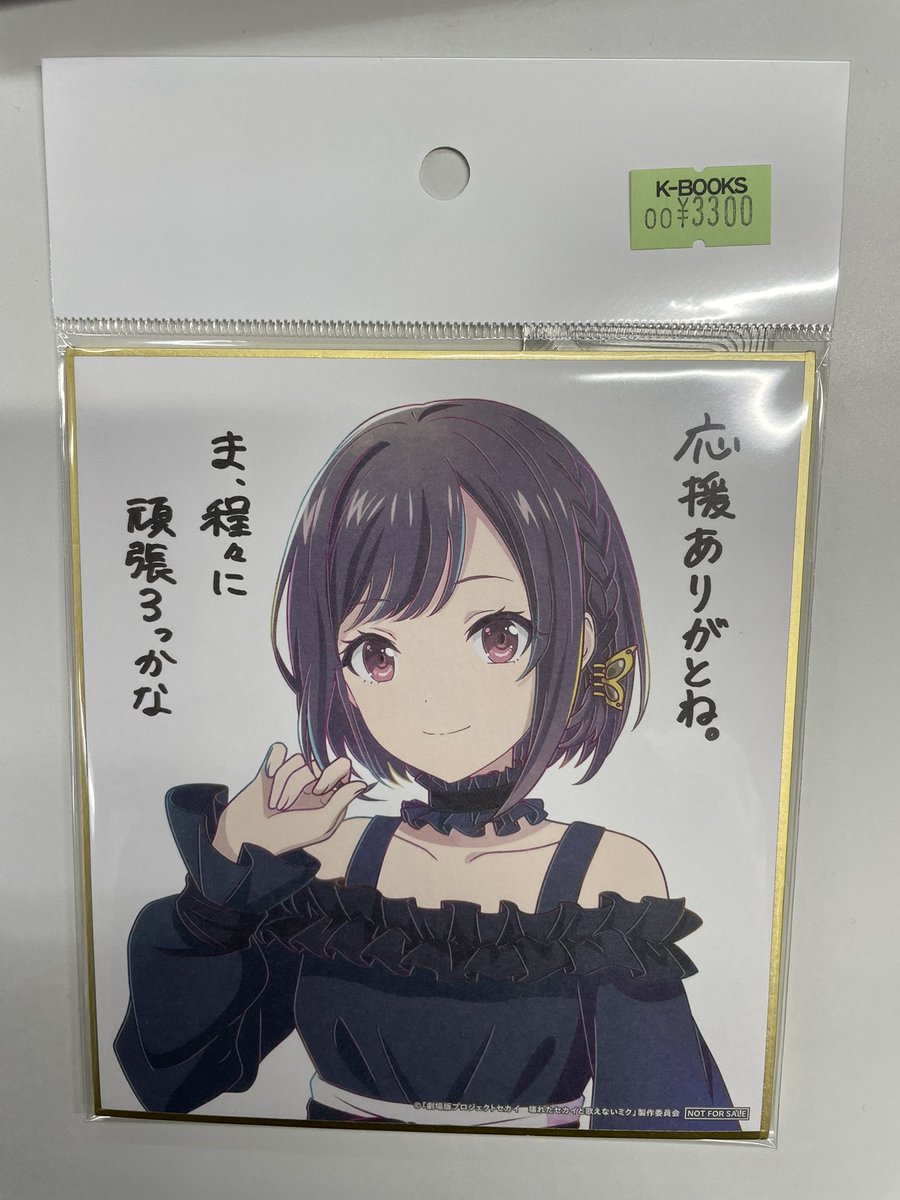 K-BOOKS
00¥3300
応援ありがとね。
ま、程々に
頑張ろっかな
©「劇場版プロジェクトセカイ 壊れたセカイと歌えないミク」製作委員会
NOT FOR SALE